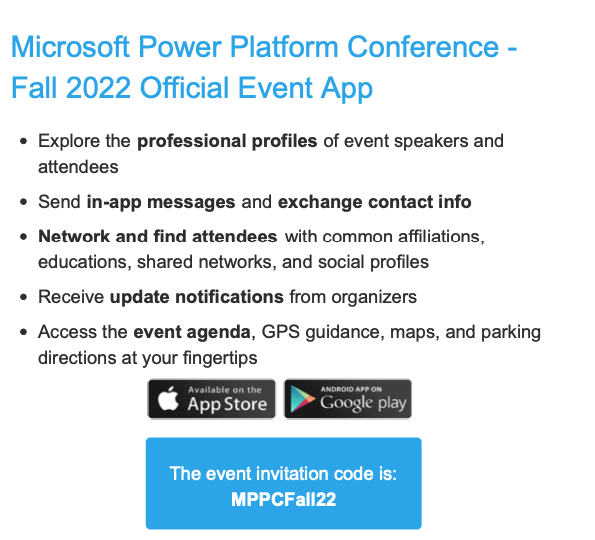 Microsoft Power Platform Conference -
Fall 2022 Official Event App
• Explore the professional profiles of event speakers and
attendees
• Send in-app messages and exchange contact info
• Network and find attendees with common affiliations,
educations, shared networks, and social profiles
• Receive update notifications from organizers
• Access the event agenda, GPS guidance, maps, and parking
directions at your fingertips
Available on the
App Store
ANDROID APP ON
Google play
The event invitation code is:
MPPCFall22